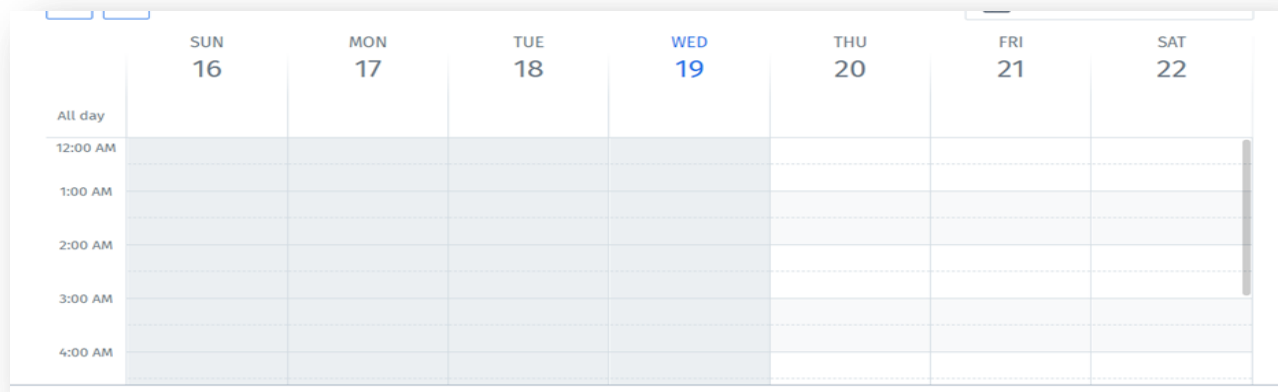 SUN MON TUE WED THU FRI SAT
16 17 18 19 20 21 22
All day
12:00 AM
1:00 AM
2:00 AM
3:00 AM
4:00 AM